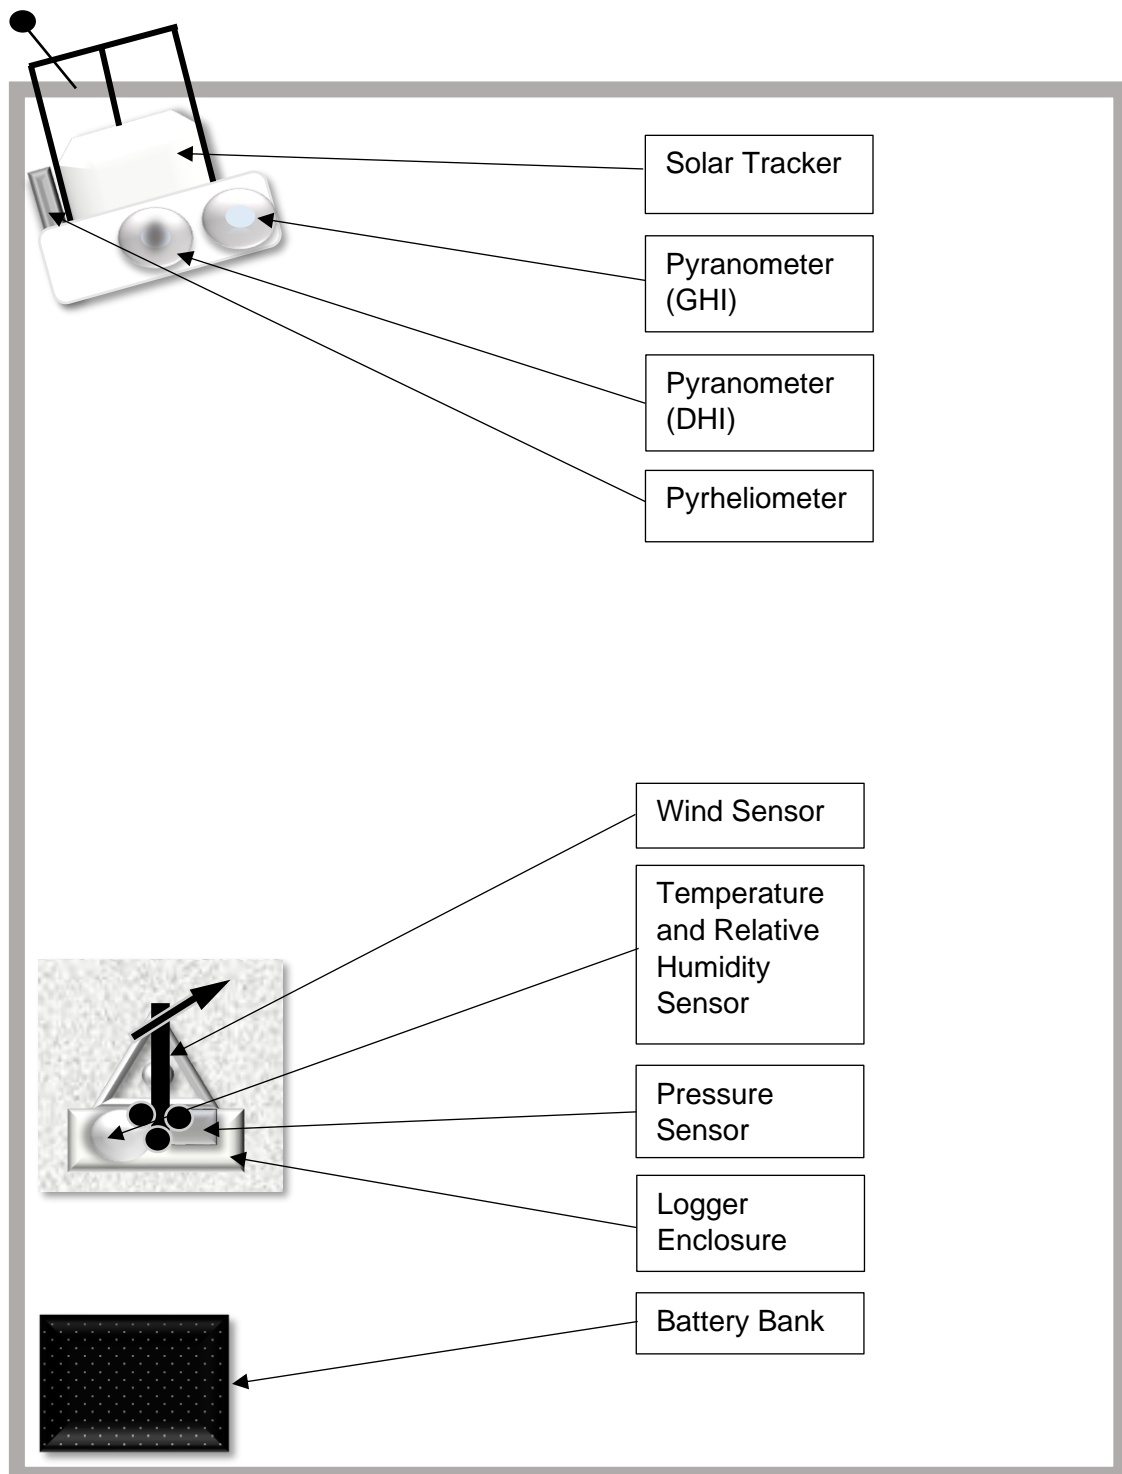 Solar Tracker
Pyranometer
(GHI)
Pyranometer
(DHI)
Pyrheliometer
Wind Sensor
Temperature
and Relative
Humidity
Sensor
Pressure
Sensor
Logger
Enclosure
Battery Bank